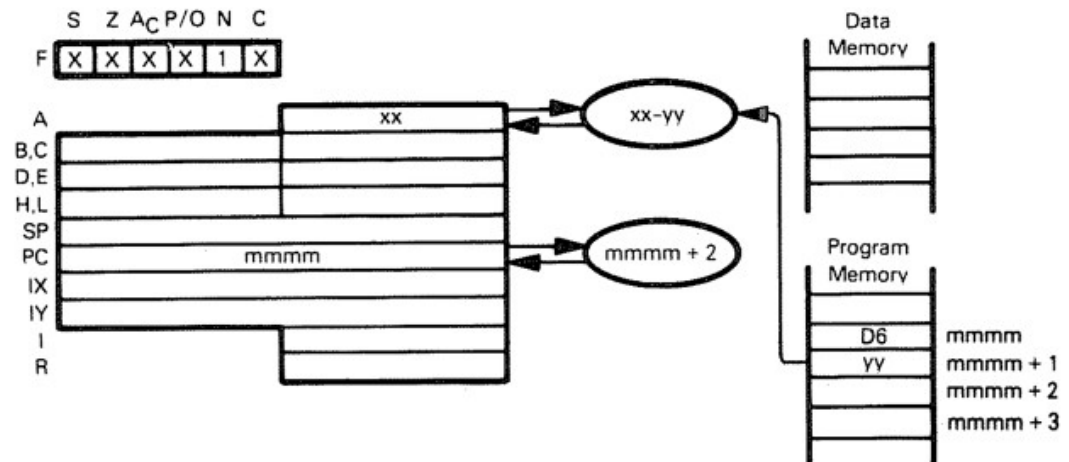 S Z AC P/O N C
F X X X X 1 X
A xx
B,C
D,E
H,L
SP
PC mmmm
IX
IY
I
R
xx-yy
mmmm + 2
Data
Memory
Program
Memory
D6 mmmm
yy mmmm + 1
mmmm + 2
mmmm + 3